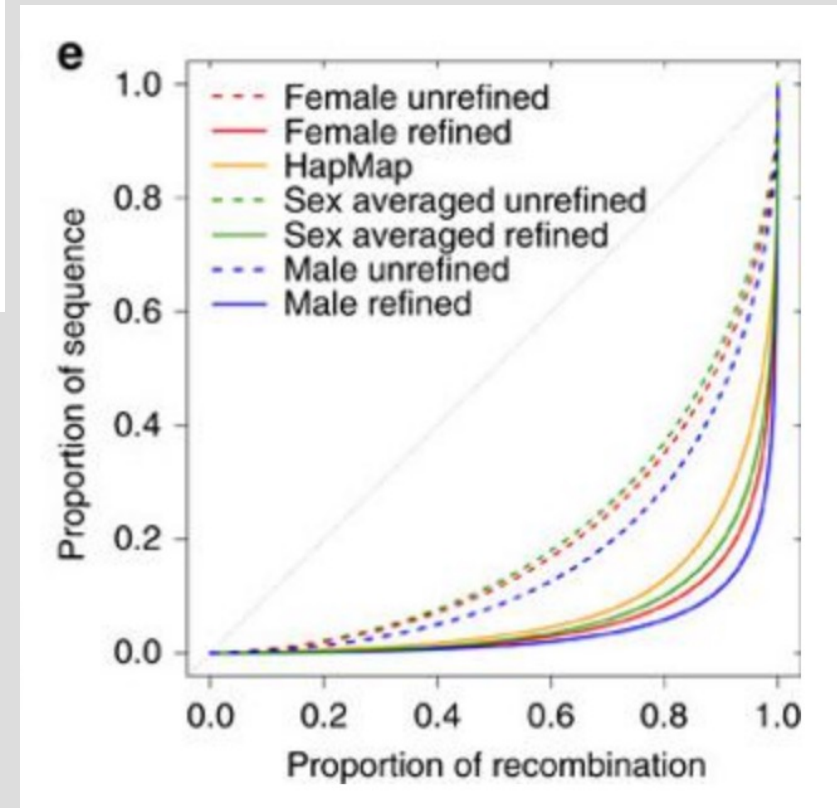 e
1.0
0.8
0.6
0.4
0.2
0.0
Proportion of sequence
Female unrefined
Female refined
HapMap
Sex averaged unrefined
Sex averaged refined
Male unrefined
Male refined
0.0 0.2 0.4 0.6 0.8 1.0
Proportion of recombination